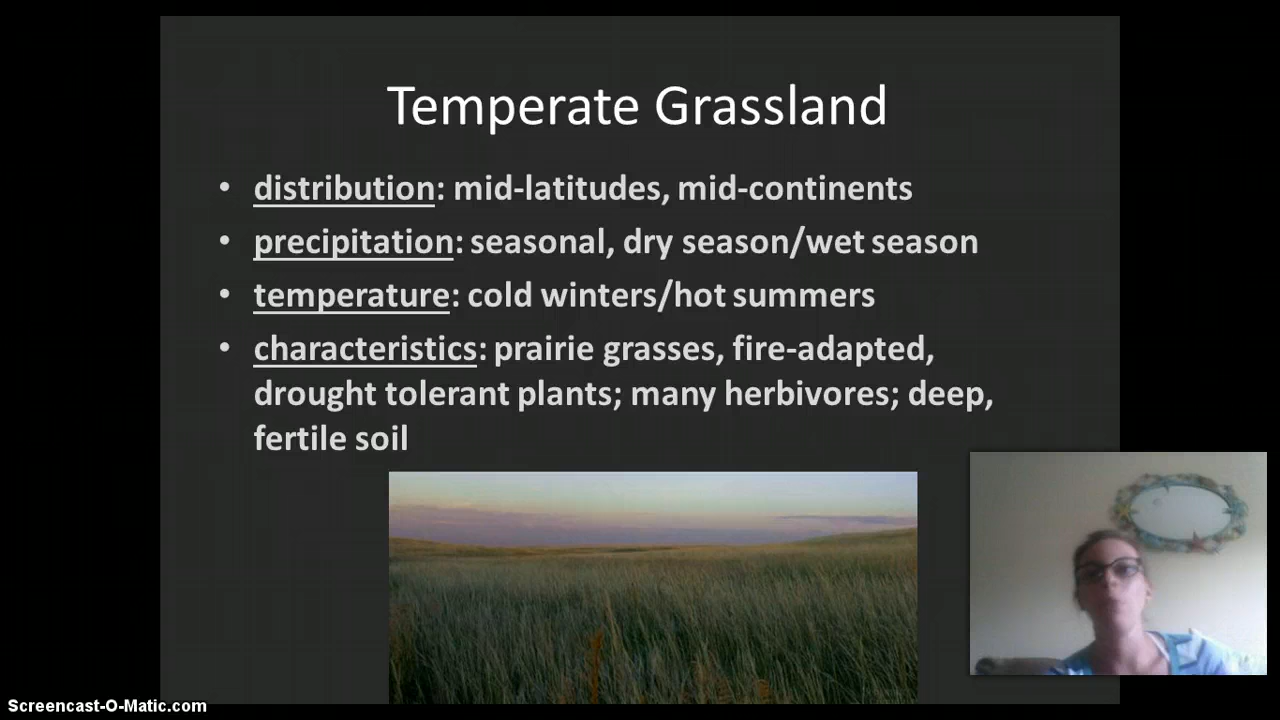 Temperate Grassland
• distribution: mid-latitudes, mid-continents
• precipitation: seasonal, dry season/wet season
• temperature: cold winters/hot summers
• characteristics: prairie grasses, fire-adapted,
drought tolerant plants; many herbivores; deep,
fertile soil
Screencast-O-Matic.com